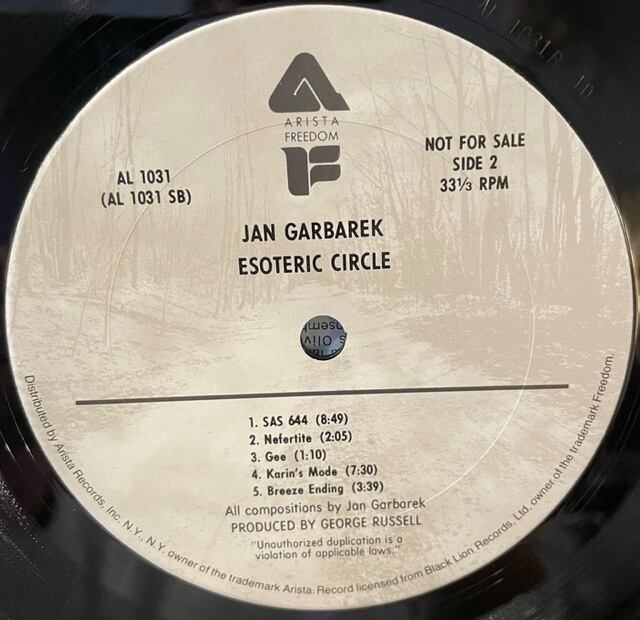 AL 1031
ARISTA
FREEDOM
AL 1031
(AL 1031 SB)
NOT FOR SALE
SIDE 2
33⅓ RPM
JAN GARBAREK
ESOTERIC CIRCLE
1. SAS 644 (8:49)
2. Nefertite (2:05)
3. Gee (1:10)
4. Karin's Mode (7:30)
5. Breeze Ending (3:39)
All compositions by Jan Garbarek
PRODUCED BY GEORGE RUSSELL
"Unauthorized duplication is a
violation of applicable laws."
Distributed by Arista Records, Inc. N.Y., N.Y. owner of the trademark Arista. Record licensed from Black Lion Records, Ltd. owner of the trademark Freedom.